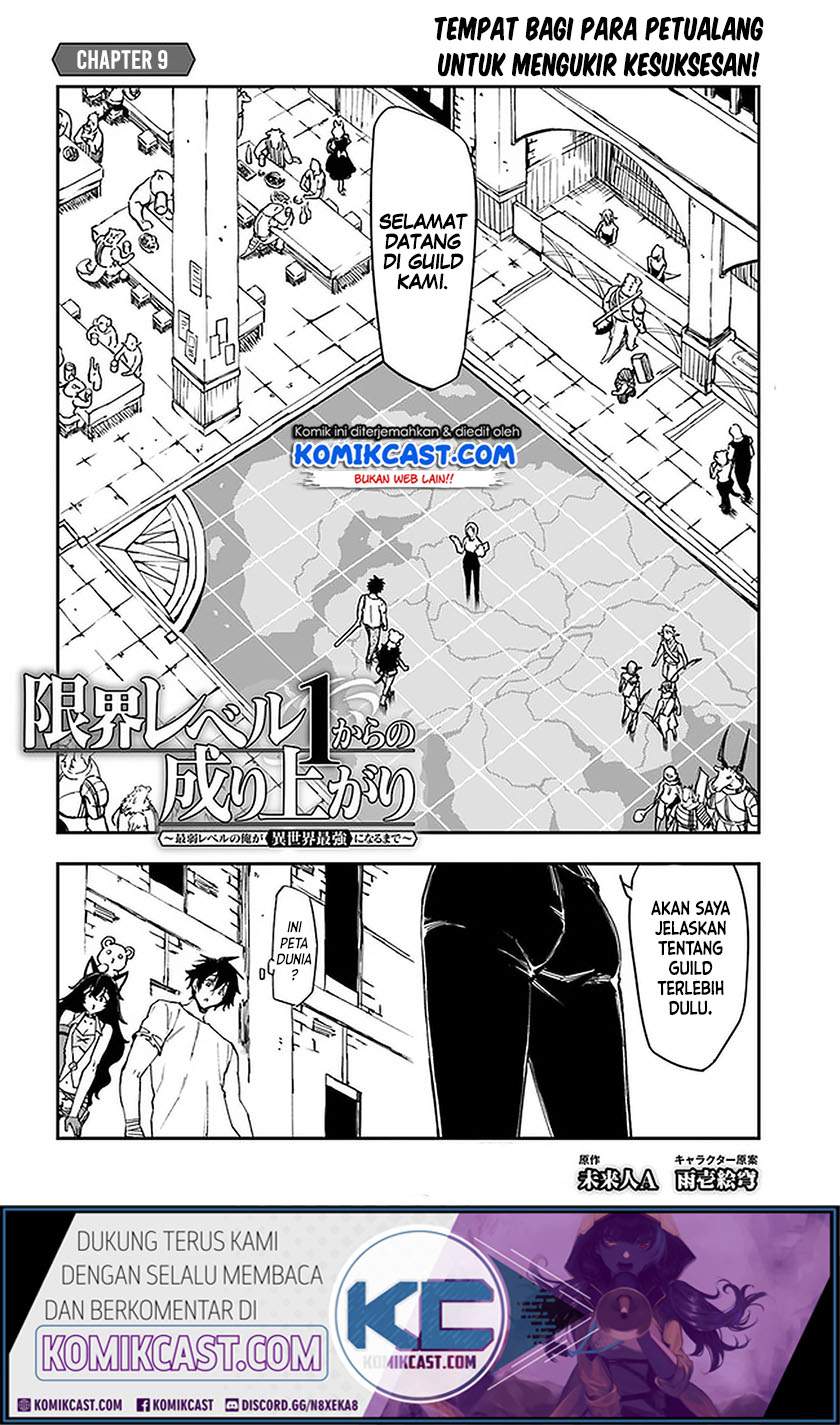 TEMPAT BAGI PARA PETUALANG
UNTUK MENGUKIR KESUKSESAN!
CHAPTER 9
SELAMAT
DATANG
DI GUILD
KAMI.
Komik ini diterjemahkan & diedit oleh
KOMIKCAST.COM
BUKAN WEB LAIN!!
限界レベル1からの
成り上がり
～最弱レベルの俺が異世界最強になるまで～
AKAN SAYA
JELASKAN
TENTANG
GUILD
TERLEBIH
DULU.
INI
PETA
DUNIA
?
原作
未来人A
キャラクター原案
雨壱絵穹
DUKUNG TERUS KAMI
DENGAN SELALU MEMBACA
DAN BERKOMENTAR DI
KOMIKCAST.COM
KC
KOMIKCAST.COM
KOMIKCAST.COM
KOMIKCAST
DISCORD.GG/N8XEKA8